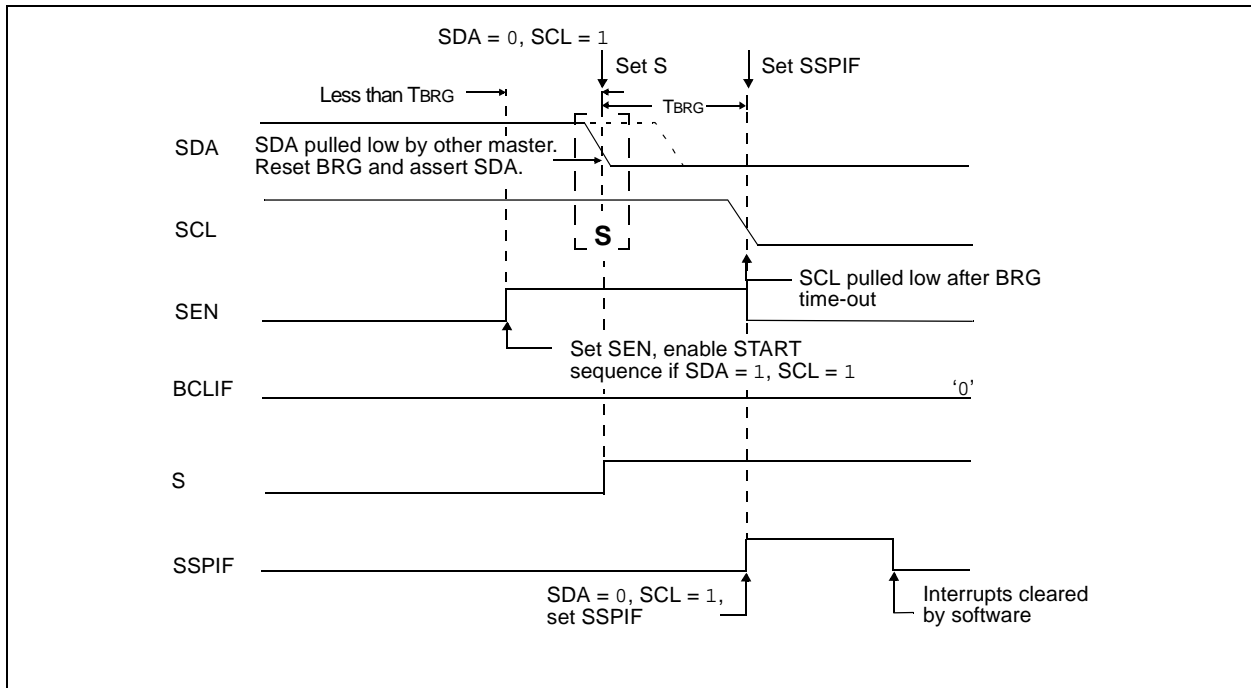 SDA = 0, SCL = 1
Set S
Set SSPIF
Less than TBRG
TBRG
SDA
SDA pulled low by other master.
Reset BRG and assert SDA.
SCL
S
SCL pulled low after BRG
time-out
SEN
Set SEN, enable START
sequence if SDA = 1, SCL = 1
BCLIF
‘0’
S
SSPIF
SDA = 0, SCL = 1,
set SSPIF
Interrupts cleared
by software